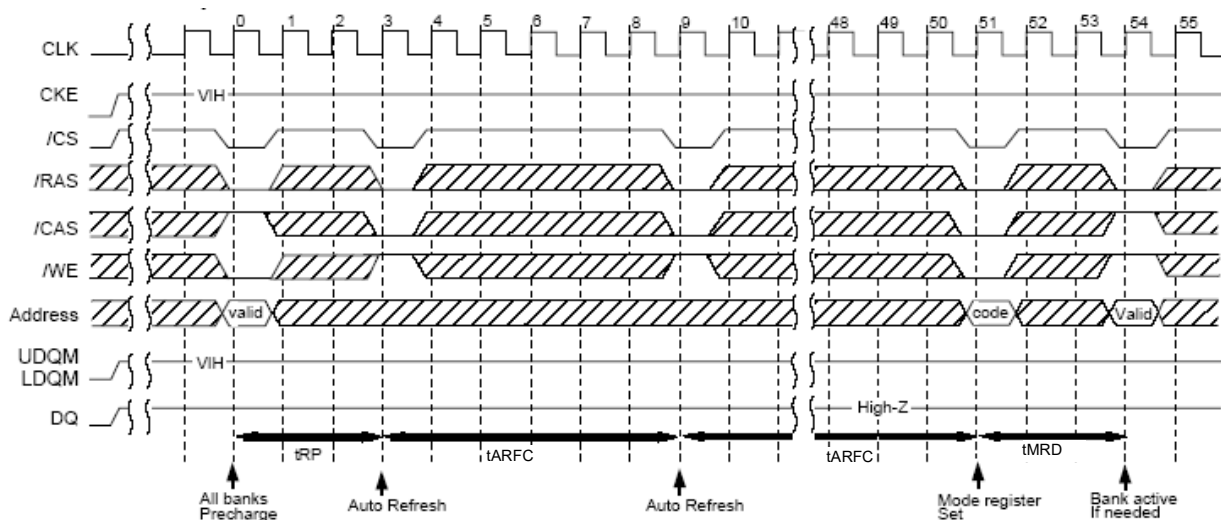 0 1 2 3 4 5 6 7 8 9 10 48 49 50 51 52 53 54 55
CLK
CKE VIH
/CS
/RAS
/CAS
/WE
Address valid code Valid
UDQM VIH
LDQM
DQ High-Z
tRP tARFC tARFC tMRD
All banks
Precharge
Auto Refresh
Auto Refresh
Mode register
Set
Bank active
If needed